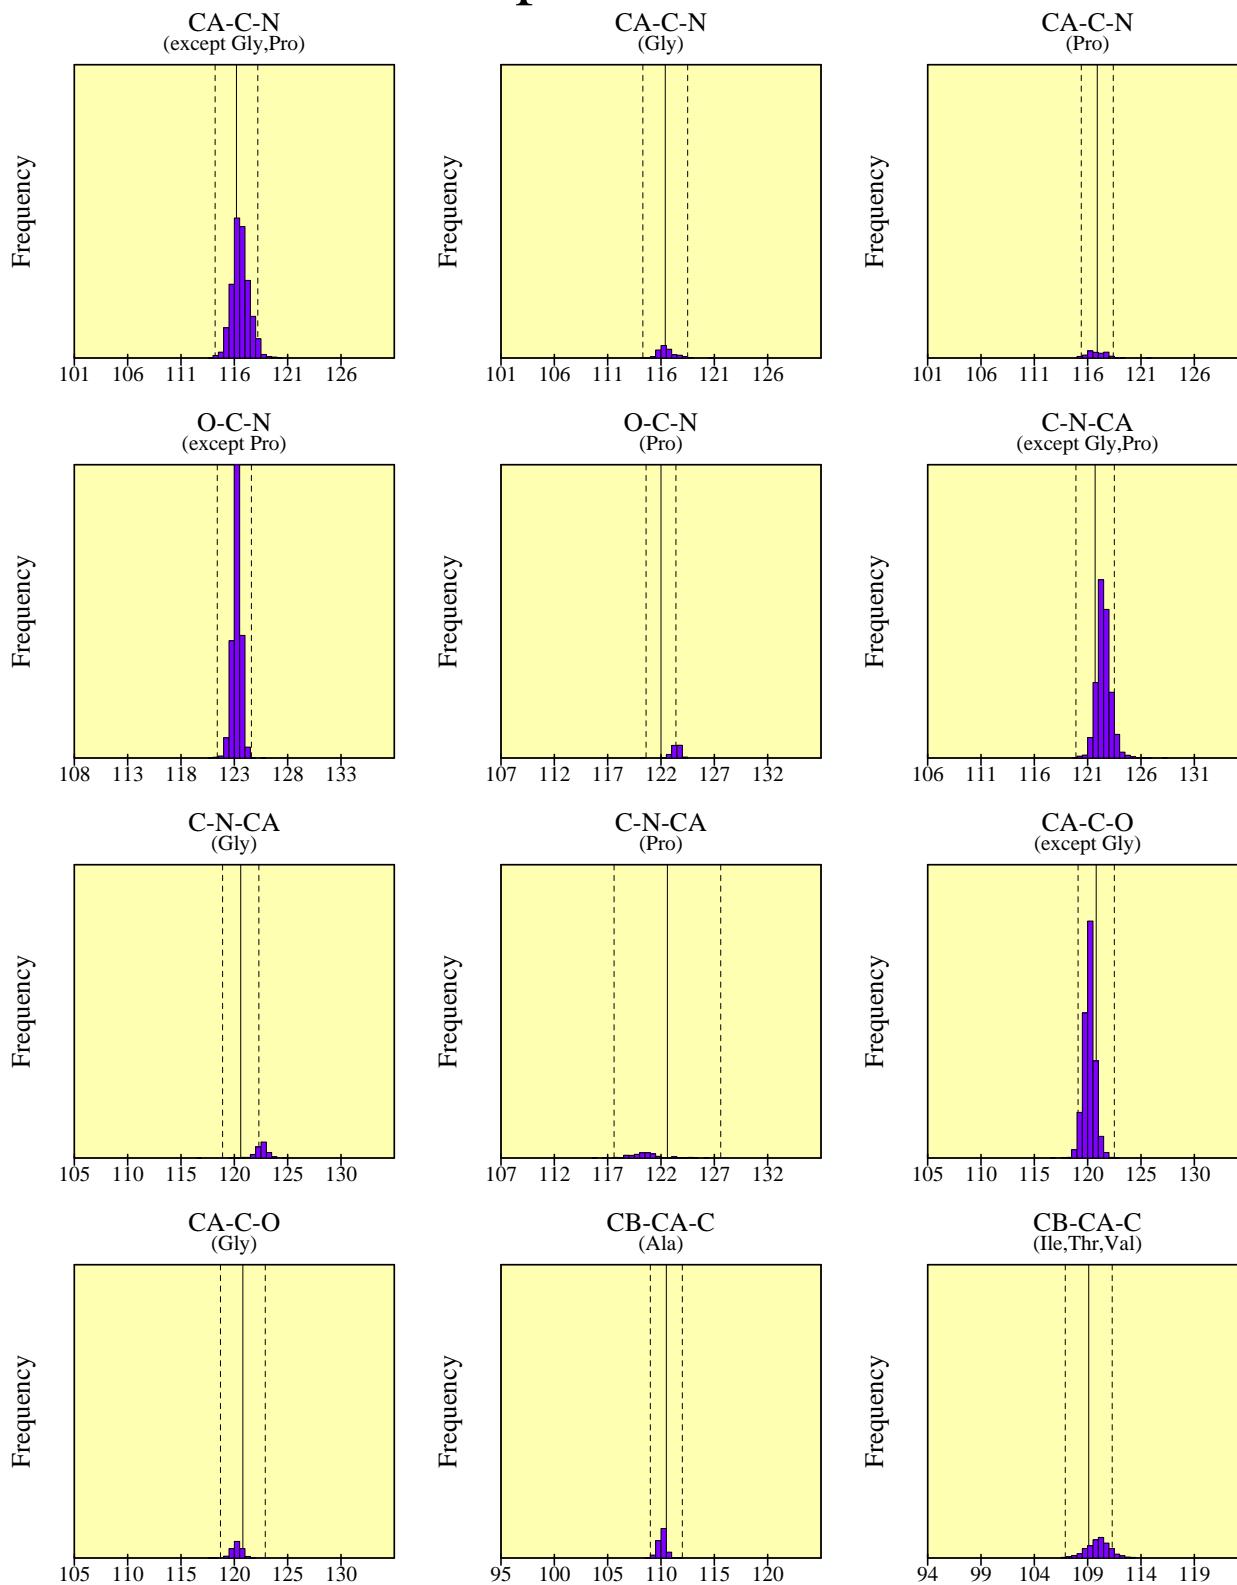 CA-C-N
(except Gly,Pro)
CA-C-N
(Gly)
CA-C-N
(Pro)
Frequency
Frequency
Frequency
101 106 111 116 121 126
101 106 111 116 121 126
101 106 111 116 121 126
O-C-N
(except Pro)
O-C-N
(Pro)
C-N-CA
(except Gly,Pro)
Frequency
Frequency
Frequency
108 113 118 123 128 133
107 112 117 122 127 132
106 111 116 121 126 131
C-N-CA
(Gly)
C-N-CA
(Pro)
CA-C-O
(except Gly)
Frequency
Frequency
Frequency
105 110 115 120 125 130
107 112 117 122 127 132
105 110 115 120 125 130
CA-C-O
(Gly)
CB-CA-C
(Ala)
CB-CA-C
(Ile,Thr,Val)
Frequency
Frequency
Frequency
105 110 115 120 125 130
95 100 105 110 115 120
94 99 104 109 114 119